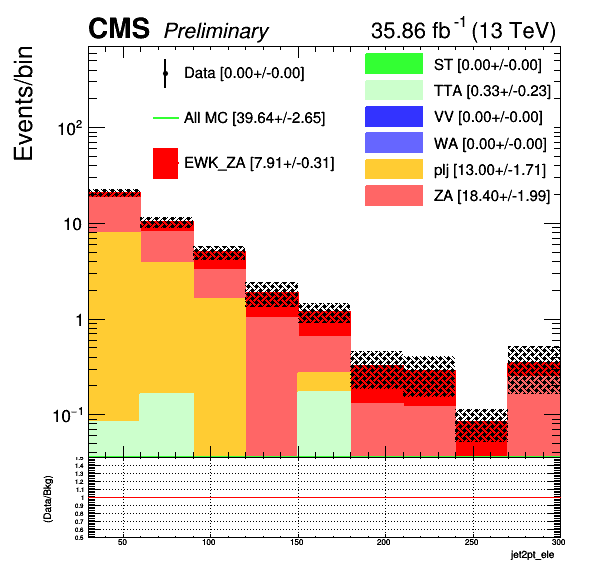 CMS Preliminary 35.86 fb⁻¹ (13 TeV)
Events/bin
Data [0.00+/-0.00]
All MC [39.64+/-2.65]
EWK_ZA [7.91+/-0.31]
ST [0.00+/-0.00]
TTA [0.33+/-0.23]
VV [0.00+/-0.00]
WA [0.00+/-0.00]
plj [13.00+/-1.71]
ZA [18.40+/-1.99]
10²
10
1
10⁻¹
(Data/Bkg)
1.5
1.4
1.3
1.2
1.1
1
0.9
0.8
0.7
0.6
0.5
50 100 150 200 250 300
jet2pt_ele